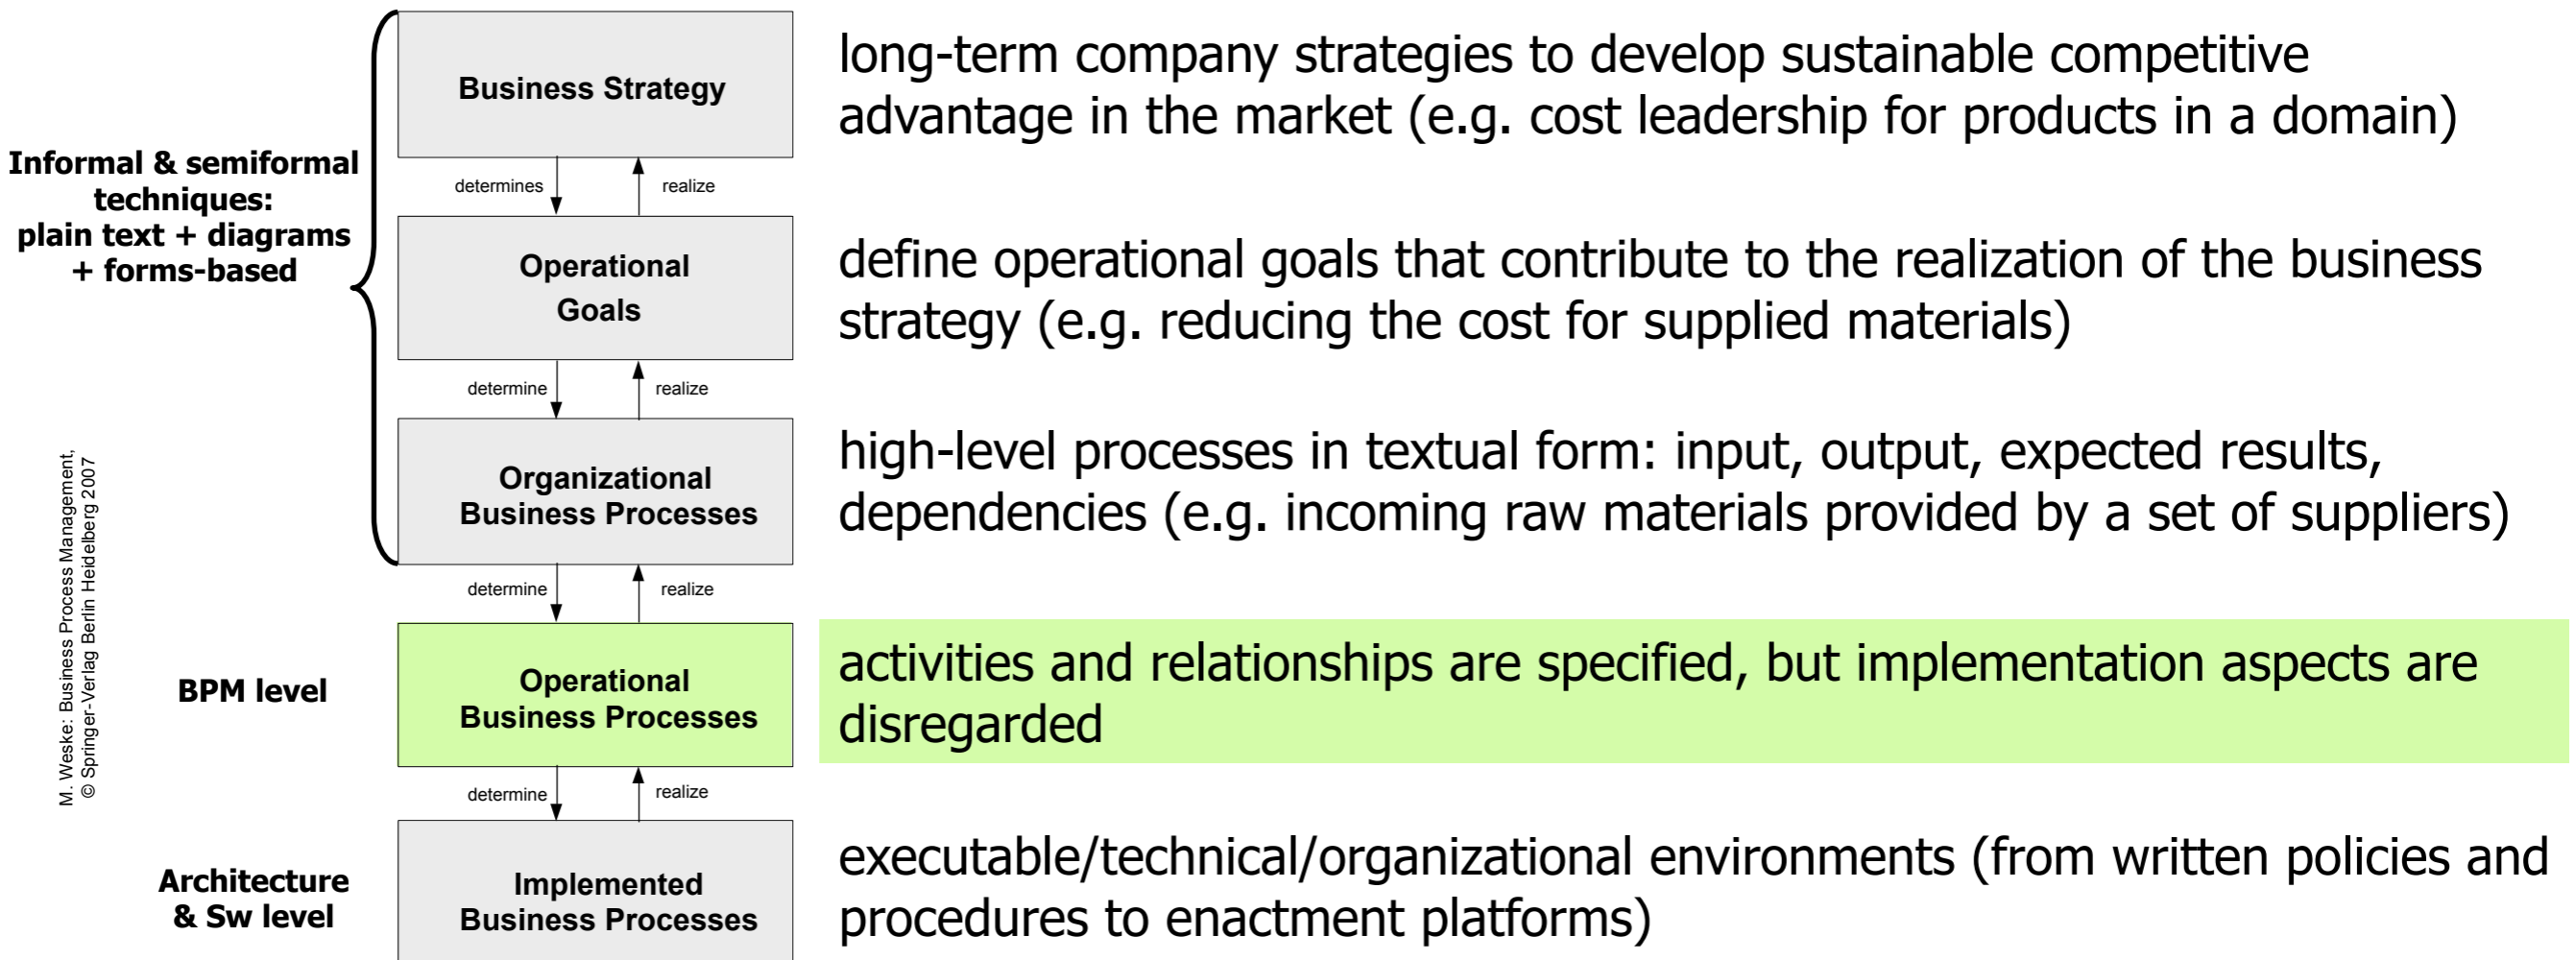 Business Strategy
long-term company strategies to develop sustainable competitive
advantage in the market (e.g. cost leadership for products in a domain)
Informal & semiformal
techniques:
plain text + diagrams
+ forms-based
determines
realize
Operational
Goals
define operational goals that contribute to the realization of the business
strategy (e.g. reducing the cost for supplied materials)
determine
realize
Organizational
Business Processes
high-level processes in textual form: input, output, expected results,
dependencies (e.g. incoming raw materials provided by a set of suppliers)
M. Weske: Business Process Management,
© Springer-Verlag Berlin Heidelberg 2007
determine
realize
BPM level
Operational
Business Processes
activities and relationships are specified, but implementation aspects are
disregarded
determine
realize
Architecture
& Sw level
Implemented
Business Processes
executable/technical/organizational environments (from written policies and
procedures to enactment platforms)